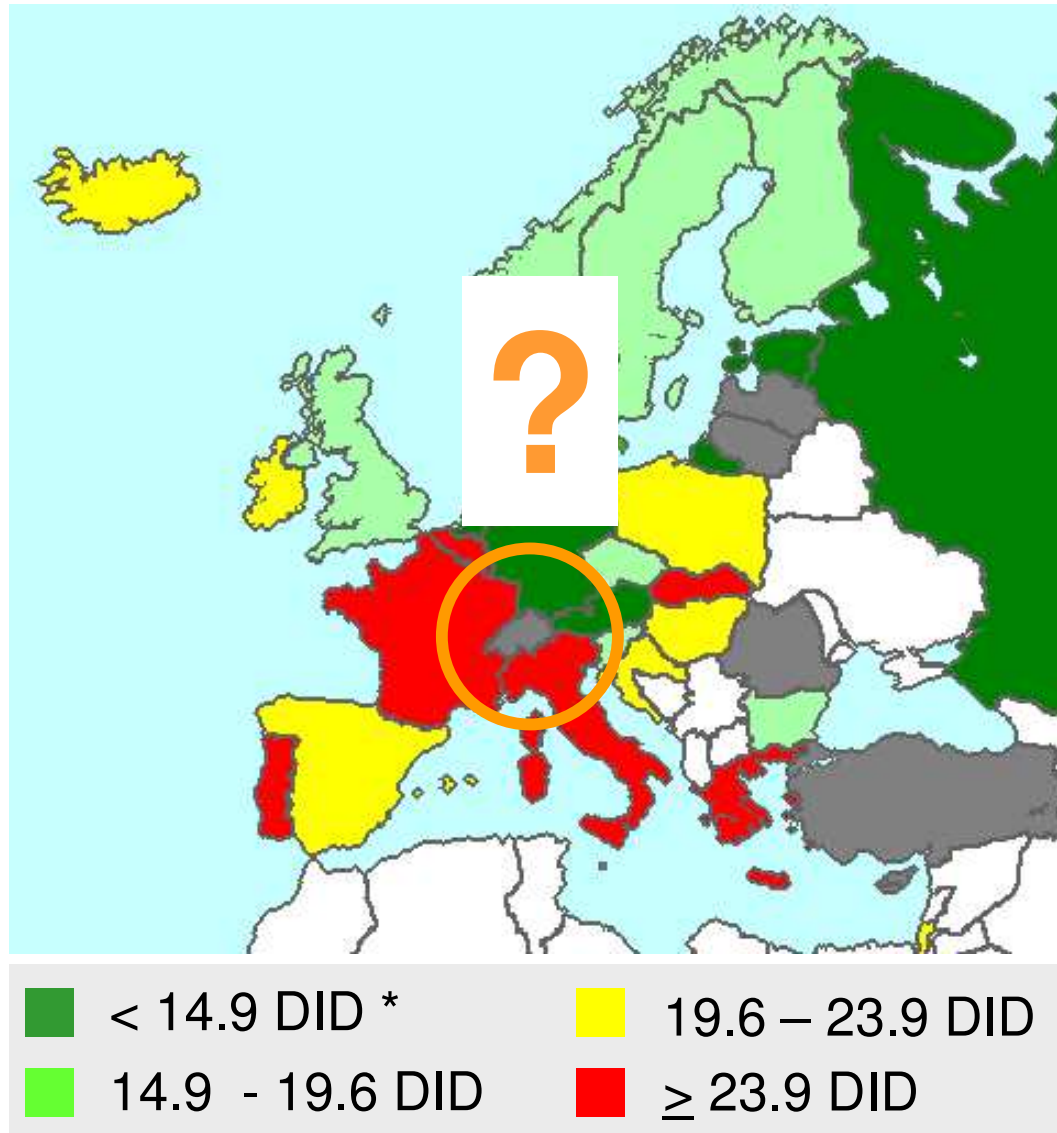 ?
< 14.9 DID *
19.6 – 23.9 DID
14.9 - 19.6 DID
≥ 23.9 DID